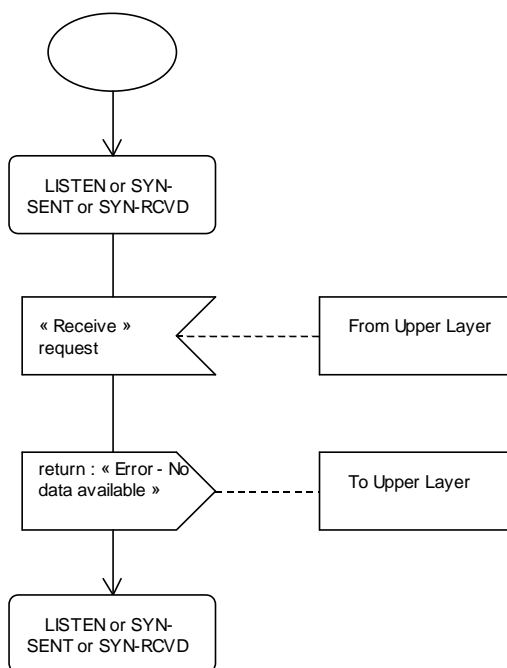 LISTEN or SYN-
SENT or SYN-RCVD
« Receive »
request
From Upper Layer
return : « Error - No
data available »
To Upper Layer
LISTEN or SYN-
SENT or SYN-RCVD